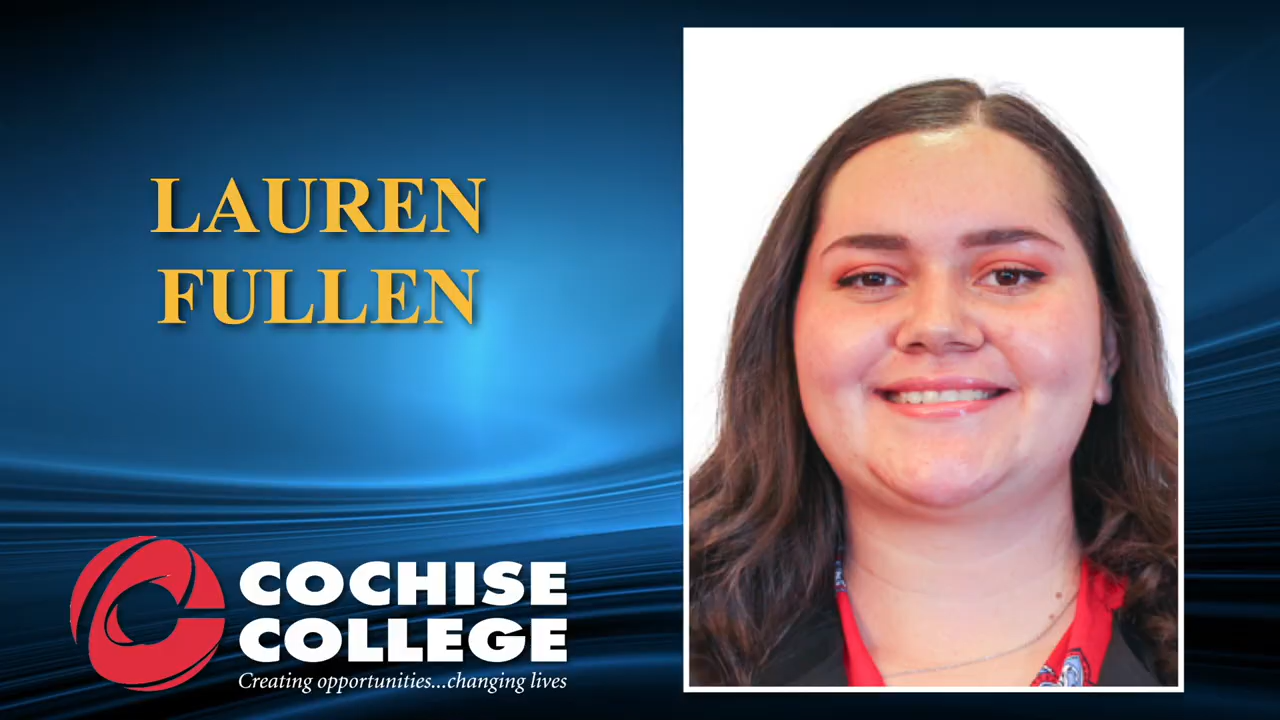 LAUREN
FULLEN
COCHISE
COLLEGE
Creating opportunities...changing lives